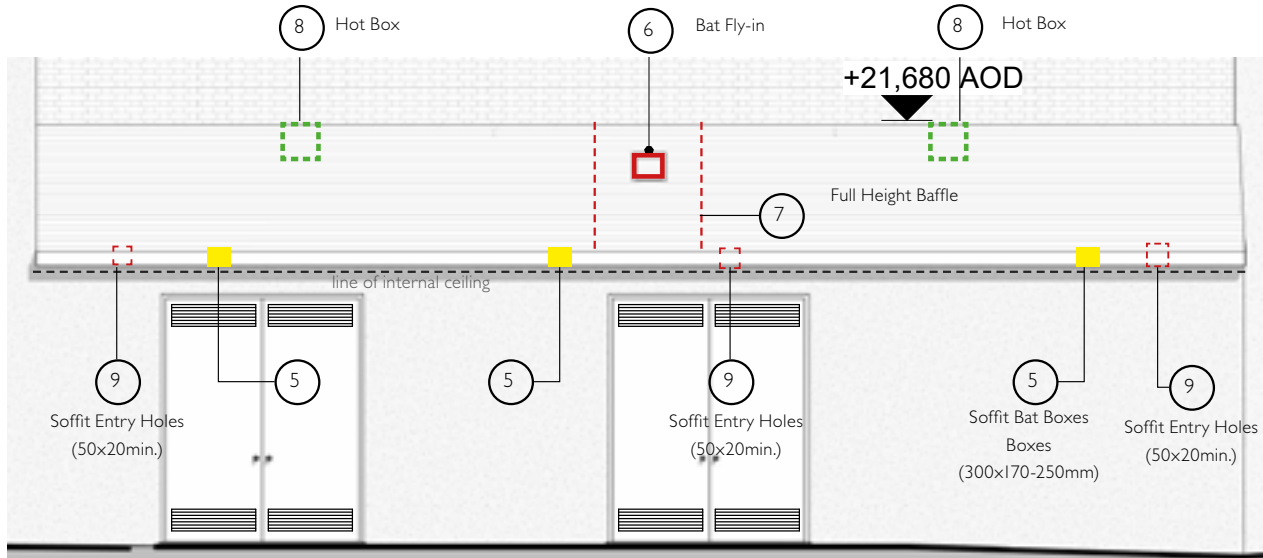 8
Hot Box
6
Bat Fly-in
8
Hot Box
+21,680 AOD
Full Height Baffle
7
line of internal ceiling
9
Soffit Entry Holes
(50x20min.)
5
5
9
Soffit Entry Holes
(50x20min.)
5
Soffit Bat Boxes
Boxes
(300x170-250mm)
9
Soffit Entry Holes
(50x20min.)